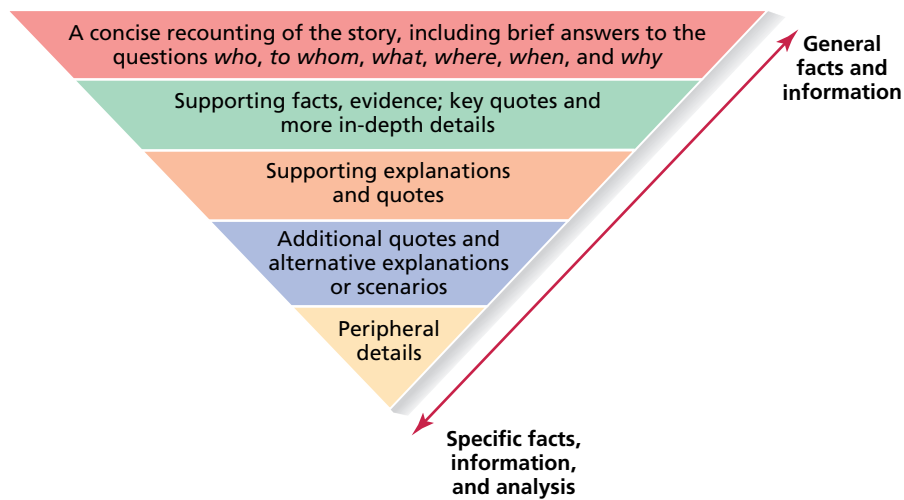 A concise recounting of the story, including brief answers to the
questions who, to whom, what, where, when, and why
General
facts and
information
Supporting facts, evidence; key quotes and
more in-depth details
Supporting explanations
and quotes
Additional quotes and
alternative explanations
or scenarios
Peripheral
details
Specific facts,
information,
and analysis